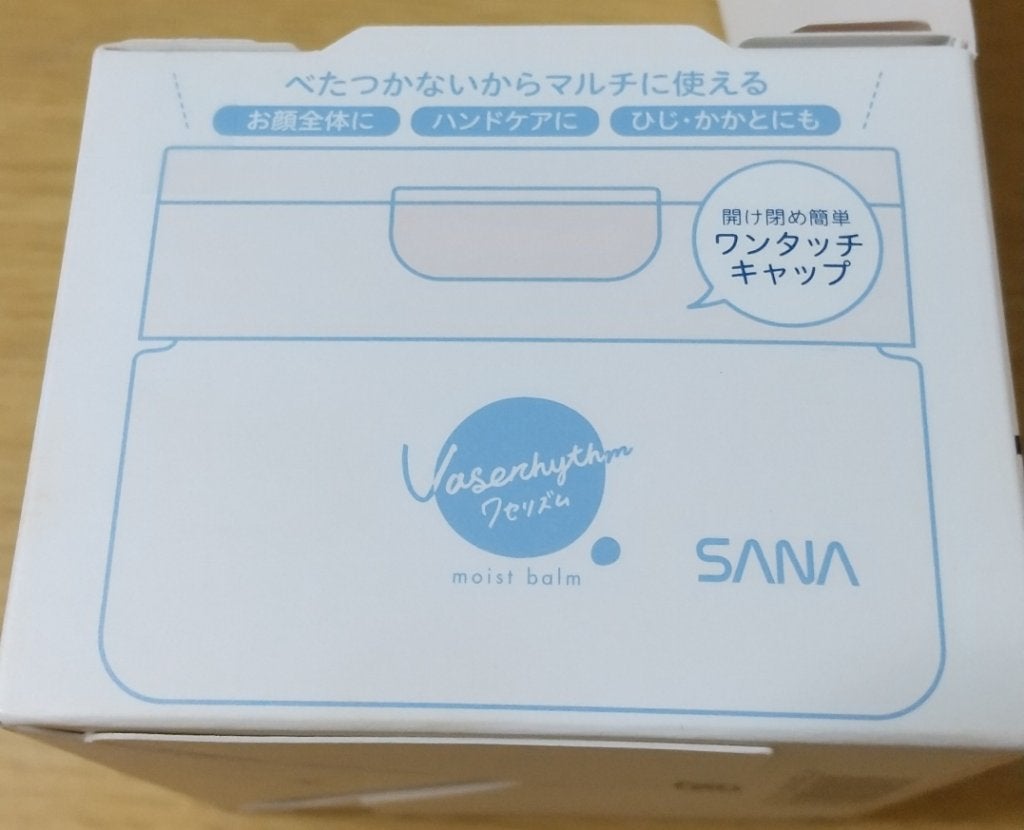 べたつかないからマルチに使える
お顔全体に ハンドケアに ひじ・かかとにも
開け閉め簡単
ワンタッチ
キャップ
Vaserhythm
ワセリズム
moist balm
SANA